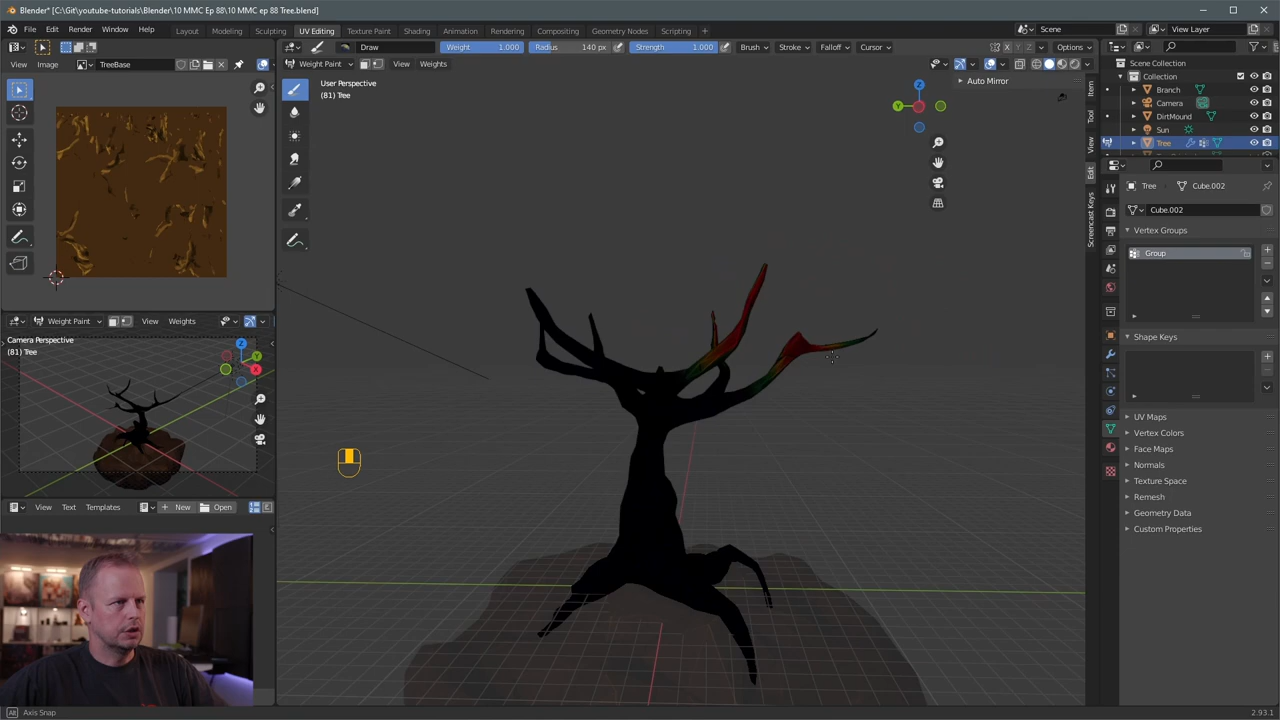 Blender* [C:\Git\youtube-tutorials\Blender\10 MMC Ep 88\10 MMC ep 88 Tree.blend]
File Edit Render Window Help Layout Modeling Sculpting UV Editing Texture Paint Shading Animation Rendering Compositing Geometry Nodes Scripting + Scene View Layer
Draw Weight 1.000 Radius 140 px Strength 1.000 Brush Stroke Falloff Cursor Options
View Image TreeBase Weight Paint View Weights
User Perspective
(81) Tree
Auto Mirror
Item
Tool
View
Edit
Screencast Keys
Scene Collection
Collection
Branch
Camera
DirtMound
Sun
Tree
Tree Cube.002
Cube.002
Vertex Groups
Group
Shape Keys
UV Maps
Vertex Colors
Face Maps
Normals
Texture Space
Remesh
Geometry Data
Custom Properties
Weight Paint View Weights
Camera Perspective
(81) Tree
View Text Templates + New Open
Axis Snap
2.93.1